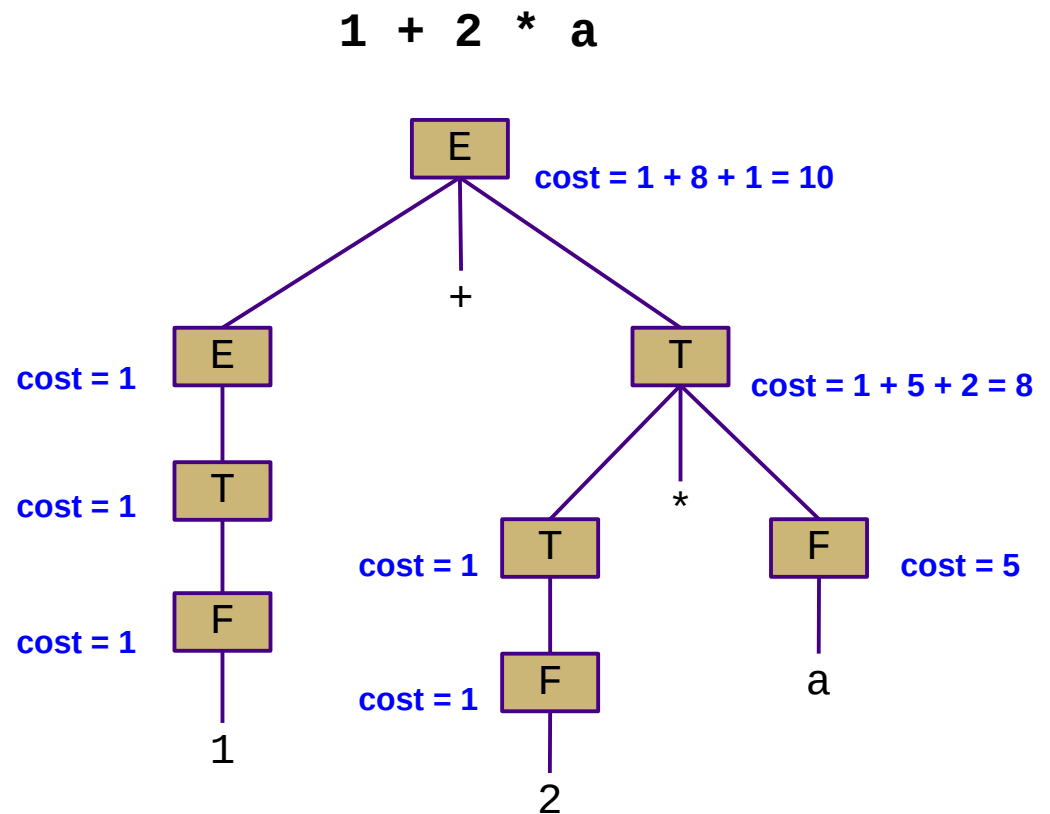 1 + 2 * a
E
cost = 1 + 8 + 1 = 10
+
E
T
cost = 1
cost = 1 + 5 + 2 = 8
T
*
cost = 1
T
F
cost = 1
cost = 5
F
cost = 1
a
F
cost = 1
1
2